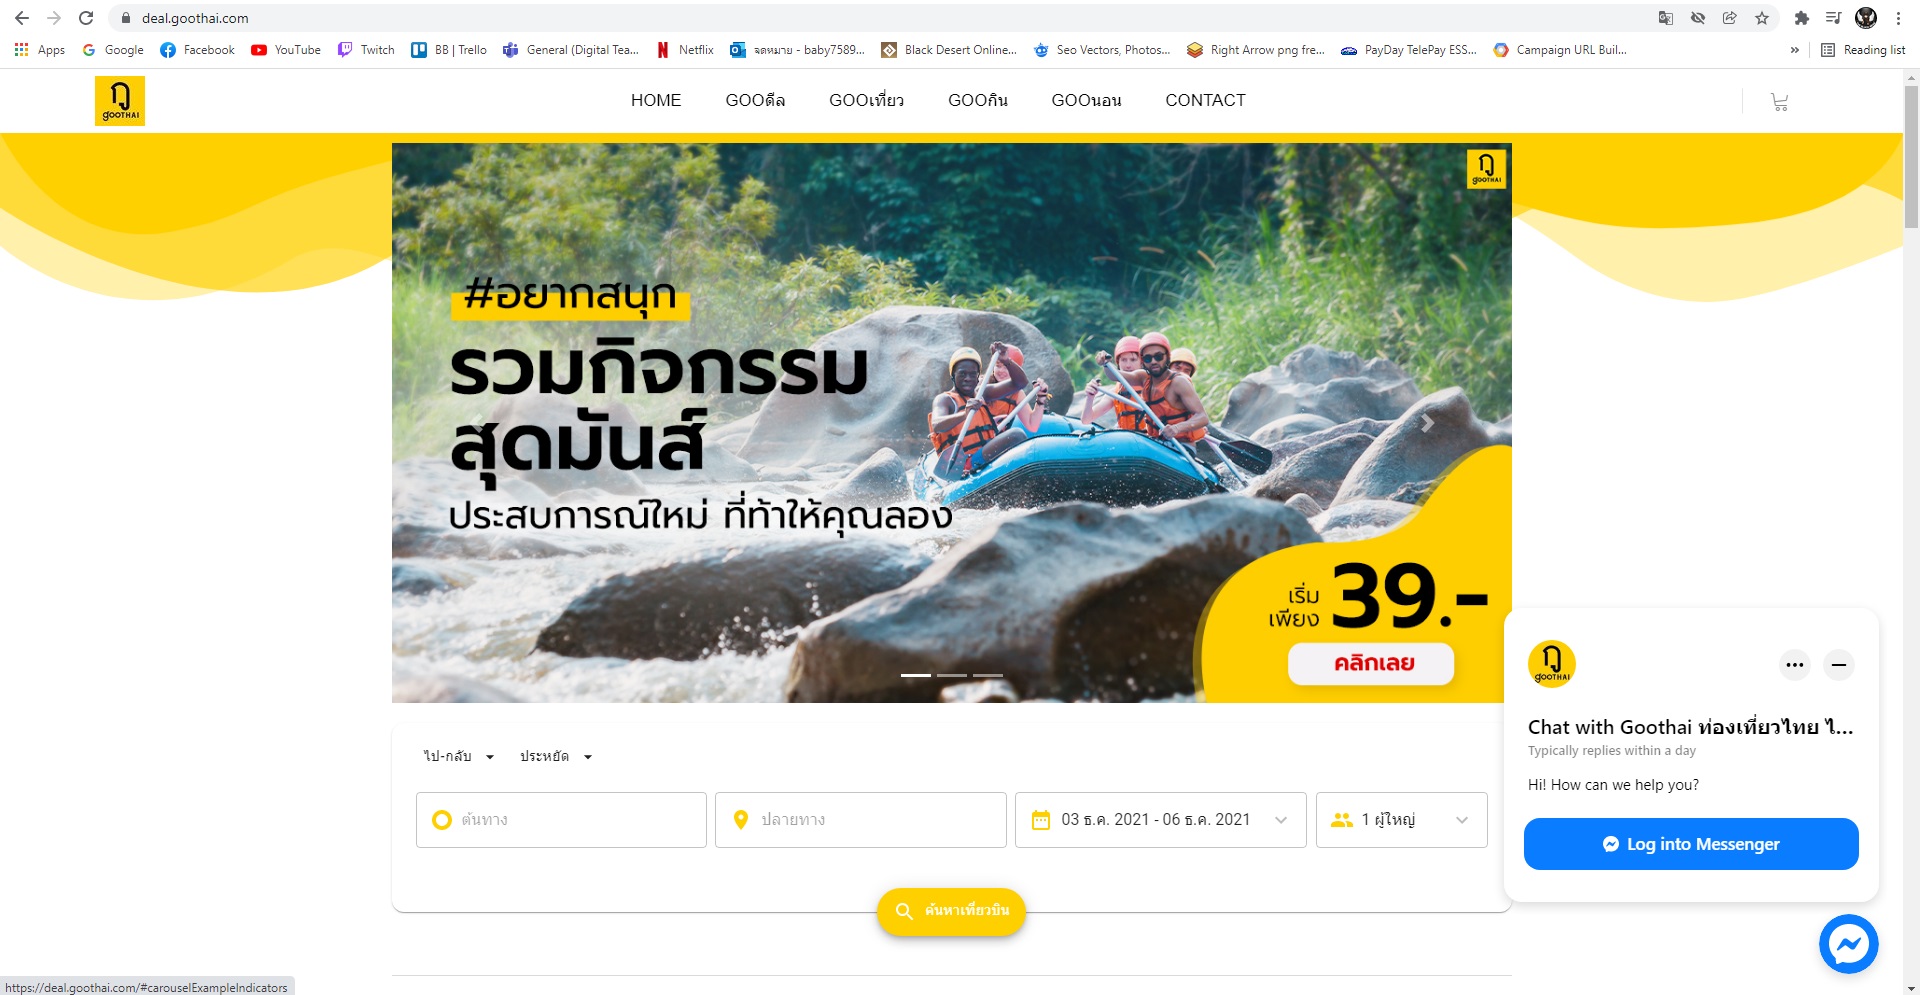 deal.goothai.com
Apps
Google
Facebook
YouTube
Twitch
BB | Trello
General (Digital Tea...
Netflix
จดหมาย - baby7589...
Black Desert Online...
Seo Vectors, Photos...
Right Arrow png fre...
PayDay TelePay ESS...
Campaign URL Buil...
»
Reading list
กู
gooTHAI
HOME
GOOดีล
GOOเที่ยว
GOOกิน
GOOนอน
CONTACT
กู
gooTHAI
#อยากสนุก
รวมกิจกรรม
สุดมันส์
ประสบการณ์ใหม่ ที่ท้าให้คุณลอง
เริ่ม
เพียง
39.-
คลิกเลย
ไป-กลับ
ประหยัด
ต้นทาง
ปลายทาง
03 ธ.ค. 2021 - 06 ธ.ค. 2021
1 ผู้ใหญ่
ค้นหาเที่ยวบิน
กู
gooTHAI
Chat with Goothai ท่องเที่ยวไทย ไ...
Typically replies within a day
Hi! How can we help you?
Log into Messenger
https://deal.goothai.com/#carouselExampleIndicators